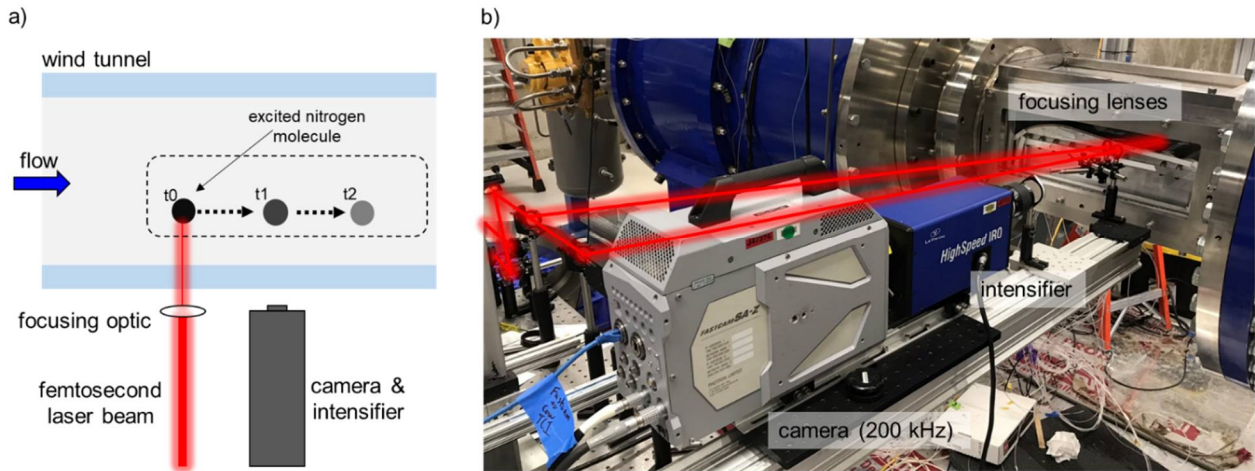 a)
wind tunnel
excited nitrogen
molecule
flow
t0
t1
t2
focusing optic
femtosecond
laser beam
camera &
intensifier
b)
focusing lenses
HighSpeed IRO
intensifier
FASTCAM SA-Z
camera (200 kHz)